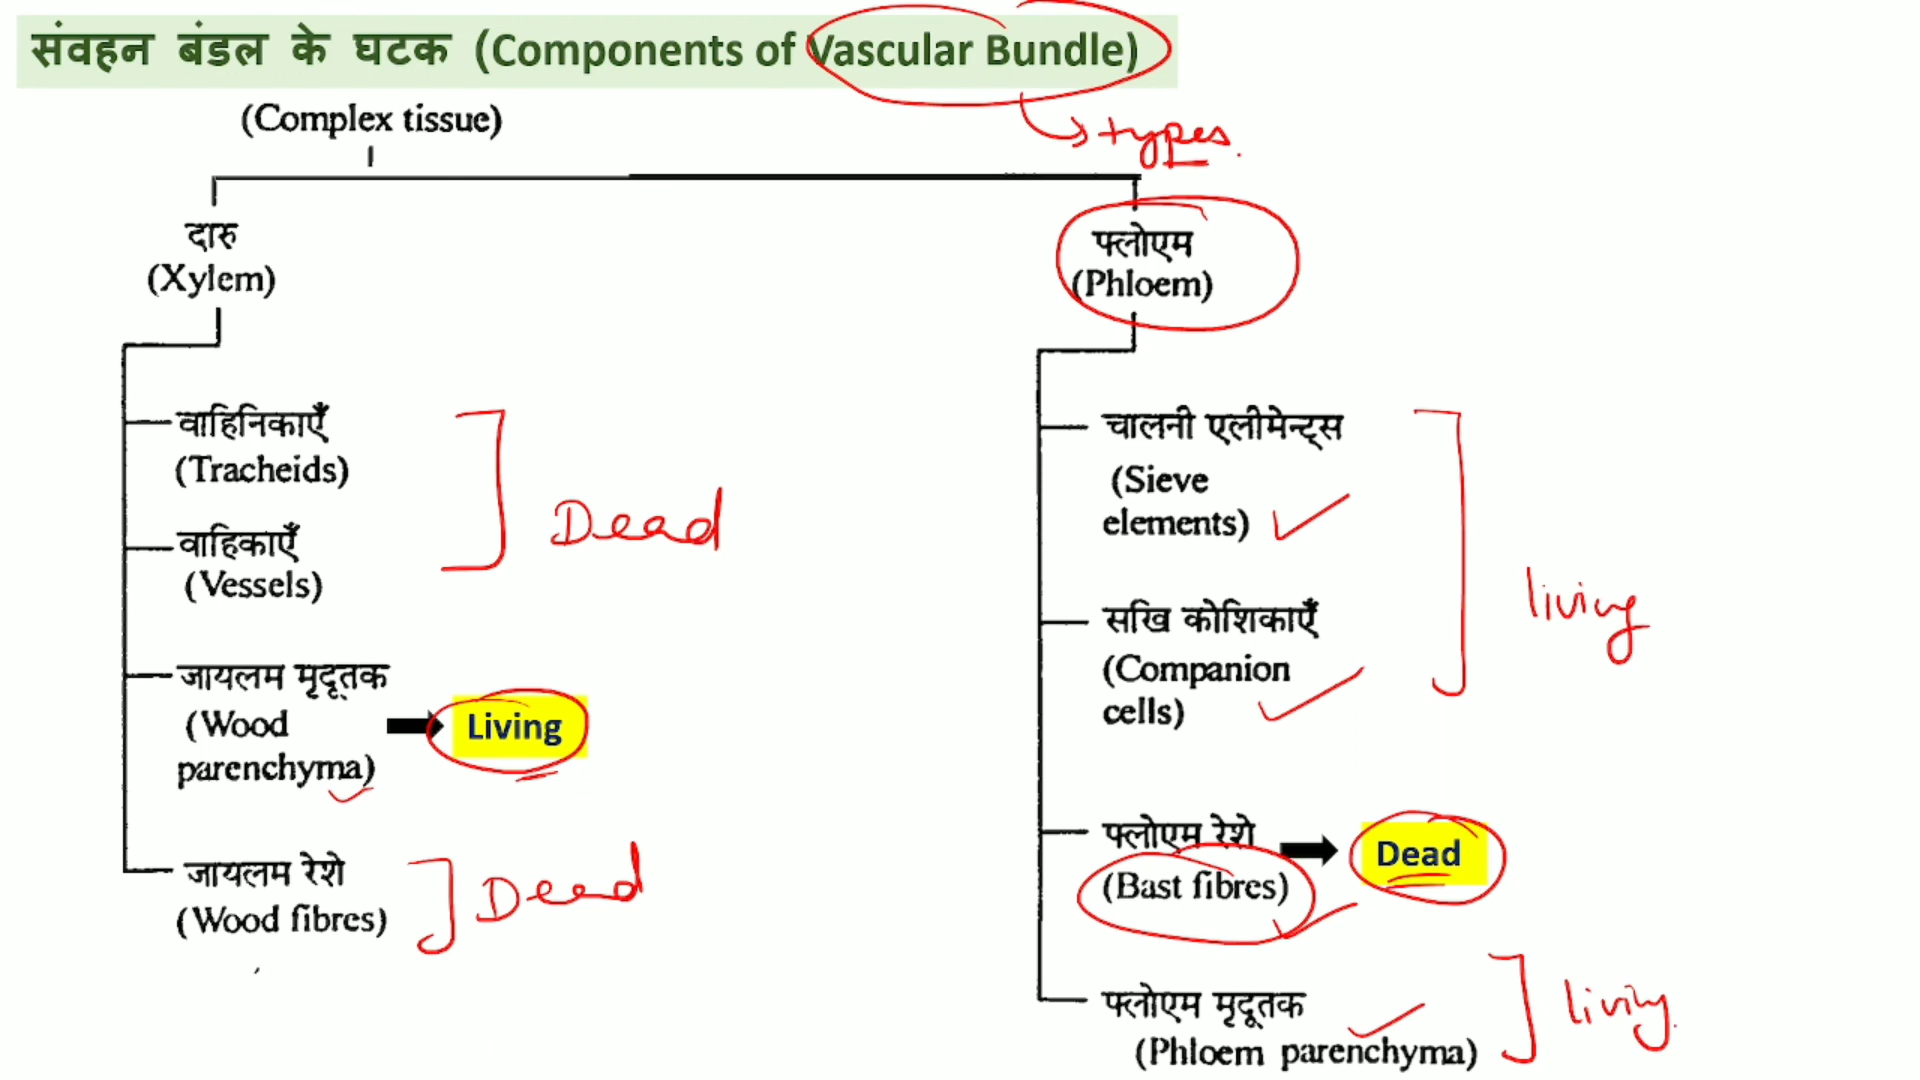 संवहन बंडल के घटक (Components of Vascular Bundle)
(Complex tissue)
types.
दारु
(Xylem)
फ्लोएम
(Phloem)
वाहिनिकाएँ
(Tracheids)
वाहिकाएँ
(Vessels)
Dead
जायलम मृदूतक
(Wood
parenchyma)
Living
जायलम रेशे
(Wood fibres)
Dead
चालनी एलीमेन्ट्स
(Sieve
elements)
सखि कोशिकाएँ
(Companion
cells)
living
फ्लोएम रेशे
(Bast fibres)
Dead
फ्लोएम मृदूतक
(Phloem parenchyma)
living